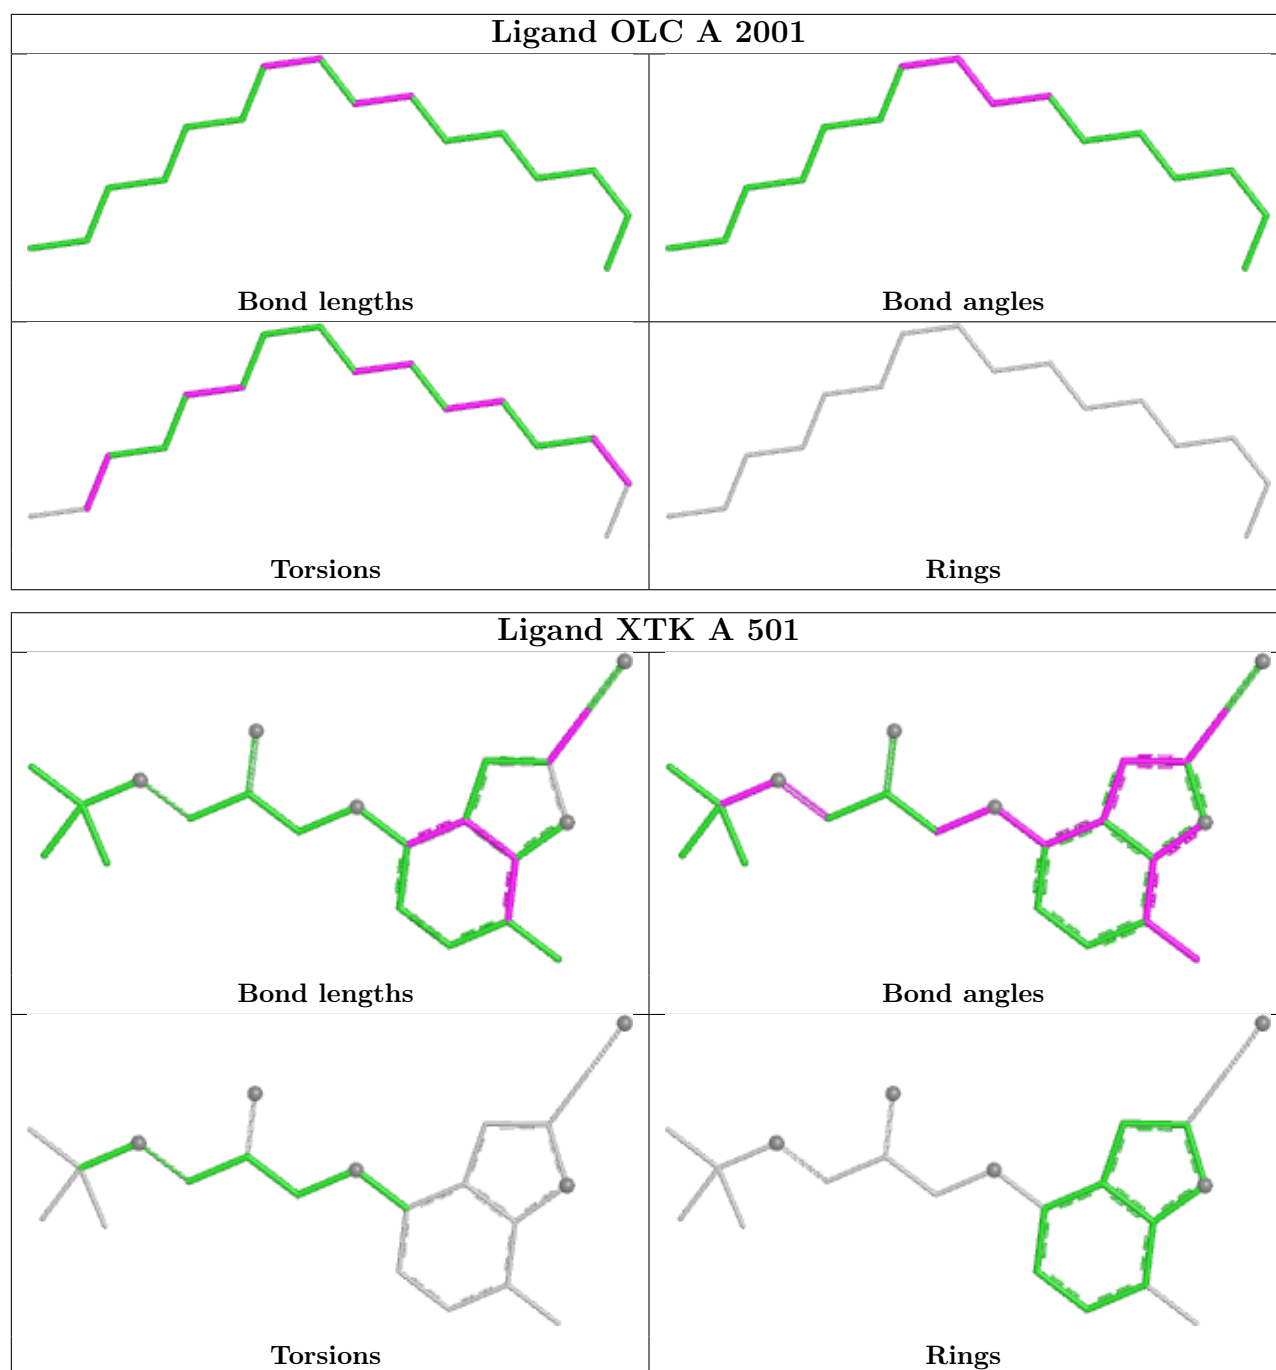 Ligand OLC A 2001
Bond lengths
Bond angles
Torsions
Rings
Ligand XTK A 501
Bond lengths
Bond angles
Torsions
Rings